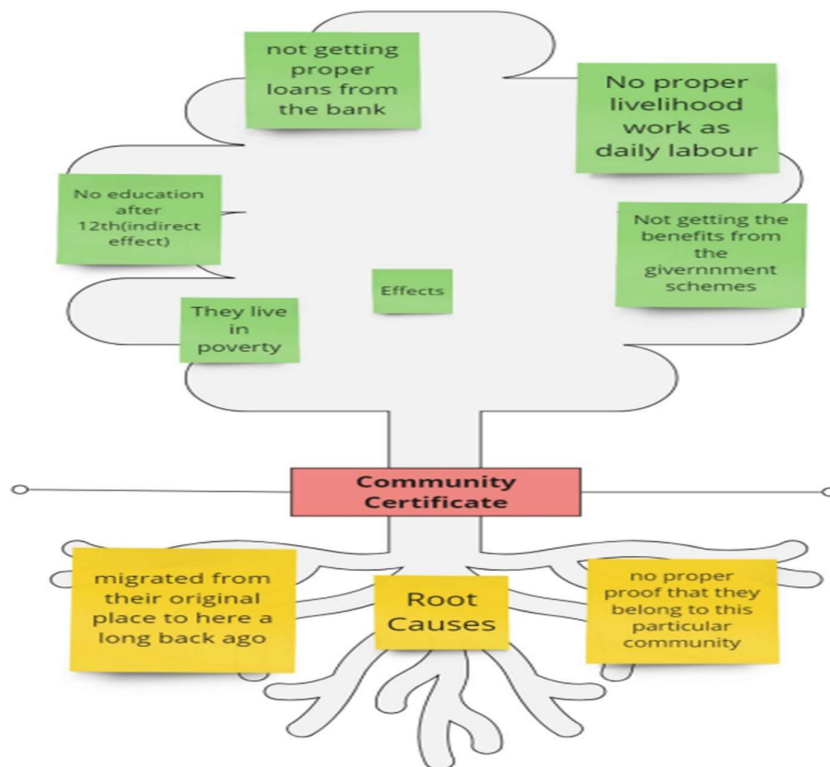 not getting
proper
loans from
the bank
No proper
livelihood
work as
daily labour
No education
after
12th(indirect
effect)
Not getting the
benefits from
the
givernnment
schemes
Effects
They live
in
poverty
Community
Certificate
migrated from
their original
place to here a
long back ago
Root
Causes
no proper
proof that they
belong to this
particular
community